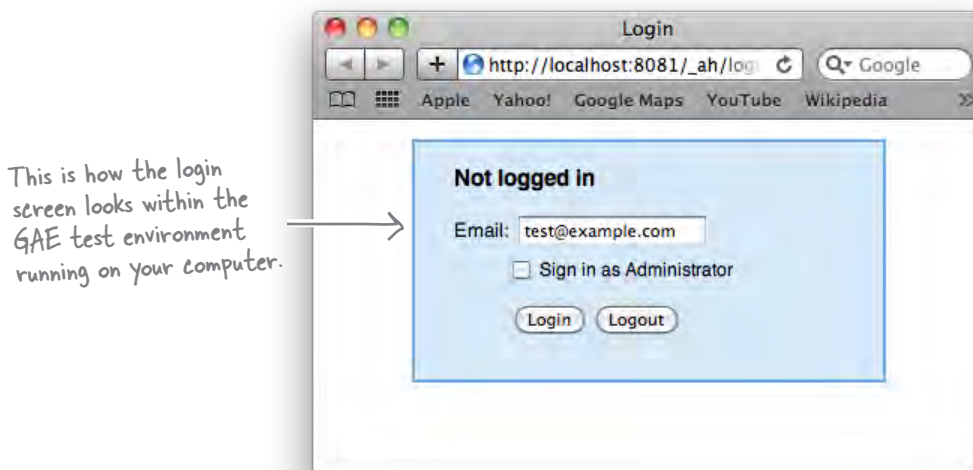 Login
http://localhost:8081/_ah/log
Google
Apple Yahoo! Google Maps YouTube Wikipedia
This is how the login
screen looks within the
GAE test environment
running on your computer.
Not logged in
Email: test@example.com
Sign in as Administrator
Login Logout